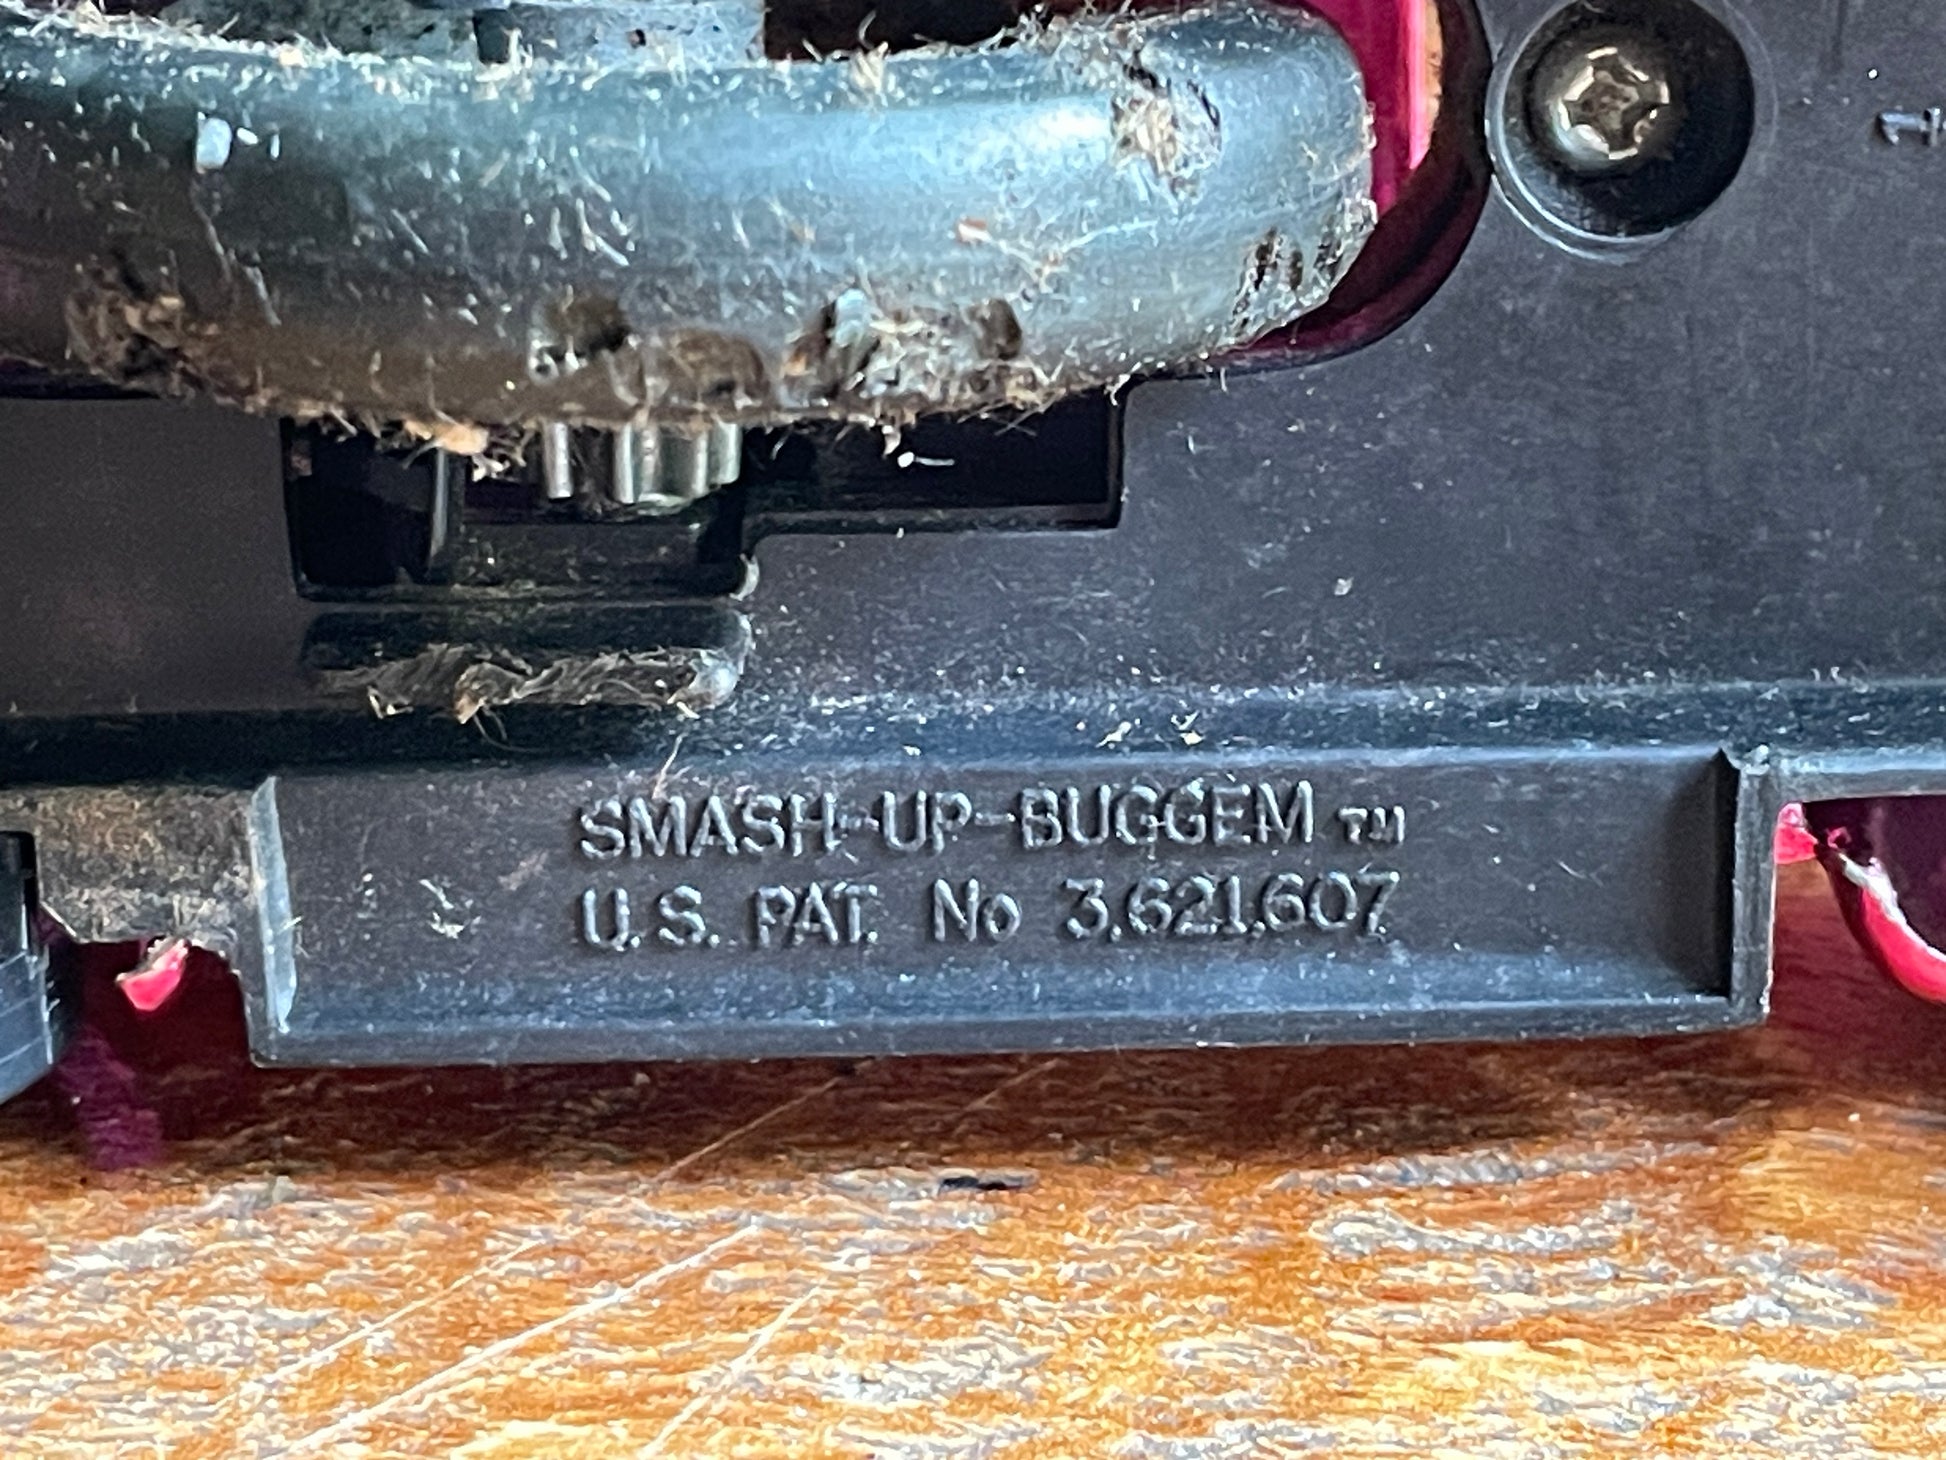 SMASH-UP-BUGGEM TM
U.S. PAT. No 3,621,607